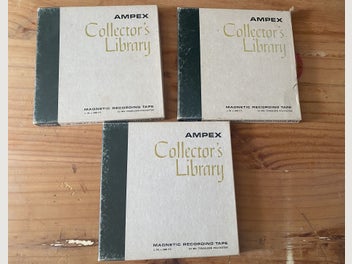 AMPEX
Collector's
Library
MAGNETIC RECORDING TAPE
AMPEX
Collector's
Library
MAGNETIC RECORDING TAPE
AMPEX
Collector's
Library
MAGNETIC RECORDING TAPE